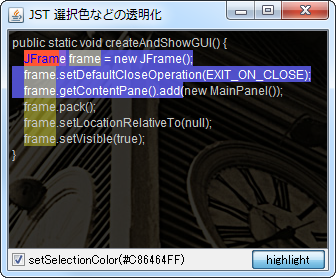 JST 選択色などの透明化
public static void createAndShowGUI() {
JFrame frame = new JFrame();
frame.setDefaultCloseOperation(EXIT_ON_CLOSE);
frame.getContentPane().add(new MainPanel());
frame.pack();
frame.setLocationRelativeTo(null);
frame.setVisible(true);
}
setSelectionColor(#C86464FF)
highlight